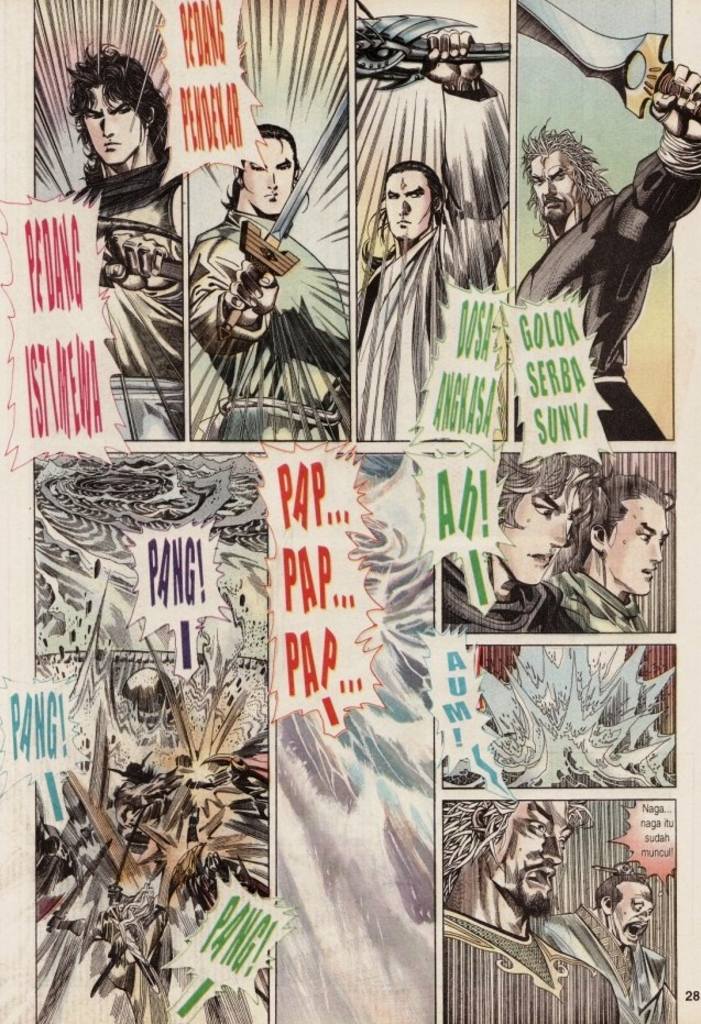 PEDANG
PENDEKAR
PEDANG
ISTIMEWA
DOSA
ANGKASA
GOLOK
SERBA
SUNYI
PANG!
PANG!
PANG!
PAP...
PAP...
PAP...
Ah!
AUM!
Naga...
naga itu
sudah
muncul!
28